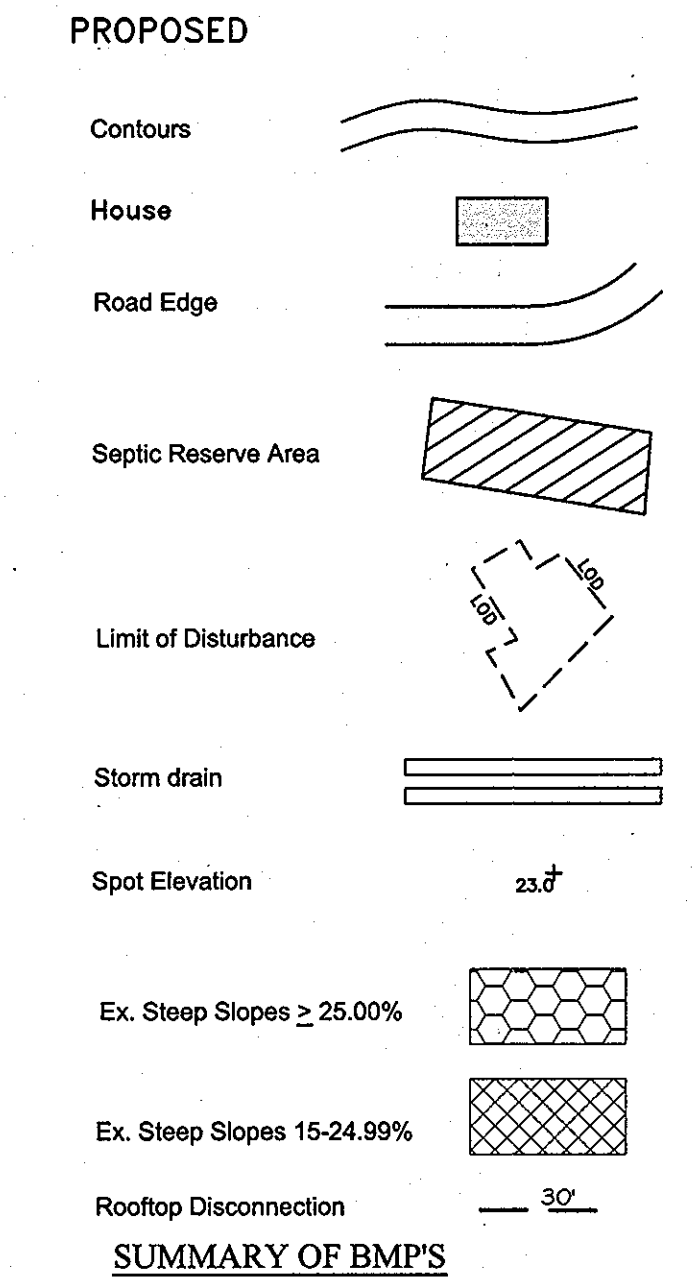 PROPOSED
Contours
House
Road Edge
Septic Reserve Area
LOD
LOD
Limit of Disturbance
Storm drain
Spot Elevation 23.0
Ex. Steep Slopes ≥ 25.00%
Ex. Steep Slopes 15-24.99%
Rooftop Disconnection 30'
SUMMARY OF BMP'S